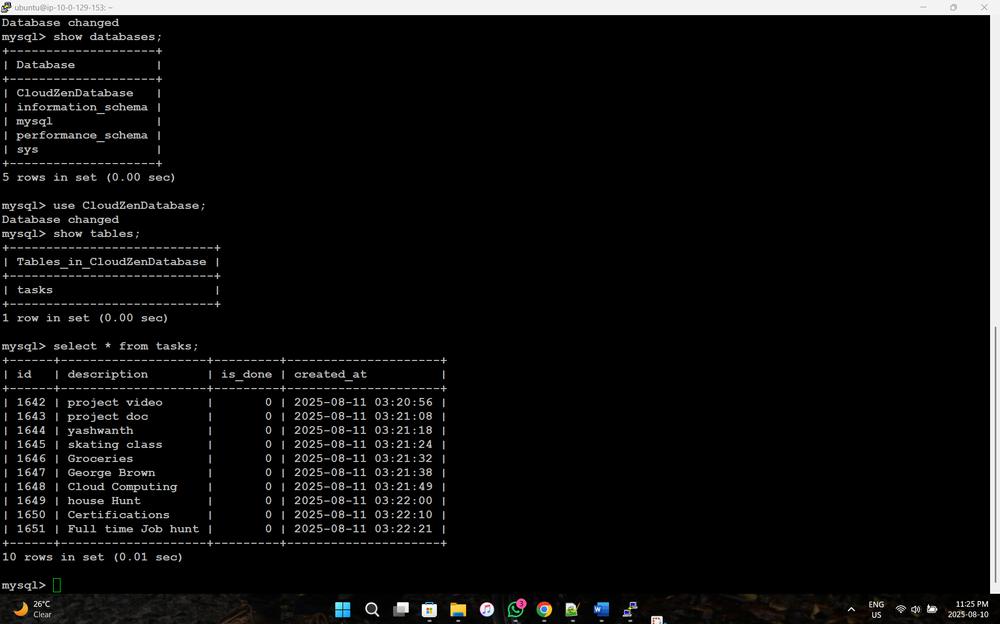 ubuntu@ip-10-0-129-153: ~
Database changed
mysql> show databases;
+--------------------+
| Database           |
+--------------------+
| CloudZenDatabase   |
| information_schema |
| mysql              |
| performance_schema |
| sys                |
+--------------------+
5 rows in set (0.00 sec)
mysql> use CloudZenDatabase;
Database changed
mysql> show tables;
+----------------------------+
| Tables_in_CloudZenDatabase |
+----------------------------+
| tasks                      |
+----------------------------+
1 row in set (0.00 sec)
mysql> select * from tasks;
+------+--------------------+---------+---------------------+
| id   | description        | is_done | created_at          |
+------+--------------------+---------+---------------------+
| 1642 | project video      |       0 | 2025-08-11 03:20:56 |
| 1643 | project doc        |       0 | 2025-08-11 03:21:08 |
| 1644 | yashwanth          |       0 | 2025-08-11 03:21:18 |
| 1645 | skating class      |       0 | 2025-08-11 03:21:24 |
| 1646 | Groceries          |       0 | 2025-08-11 03:21:32 |
| 1647 | George Brown       |       0 | 2025-08-11 03:21:38 |
| 1648 | Cloud Computing    |       0 | 2025-08-11 03:21:49 |
| 1649 | house Hunt         |       0 | 2025-08-11 03:22:00 |
| 1650 | Certifications     |       0 | 2025-08-11 03:22:10 |
| 1651 | Full time Job hunt |       0 | 2025-08-11 03:22:21 |
+------+--------------------+---------+---------------------+
10 rows in set (0.01 sec)
mysql>
26°C
Clear
3
W
ENG
US
11:25 PM
2025-08-10